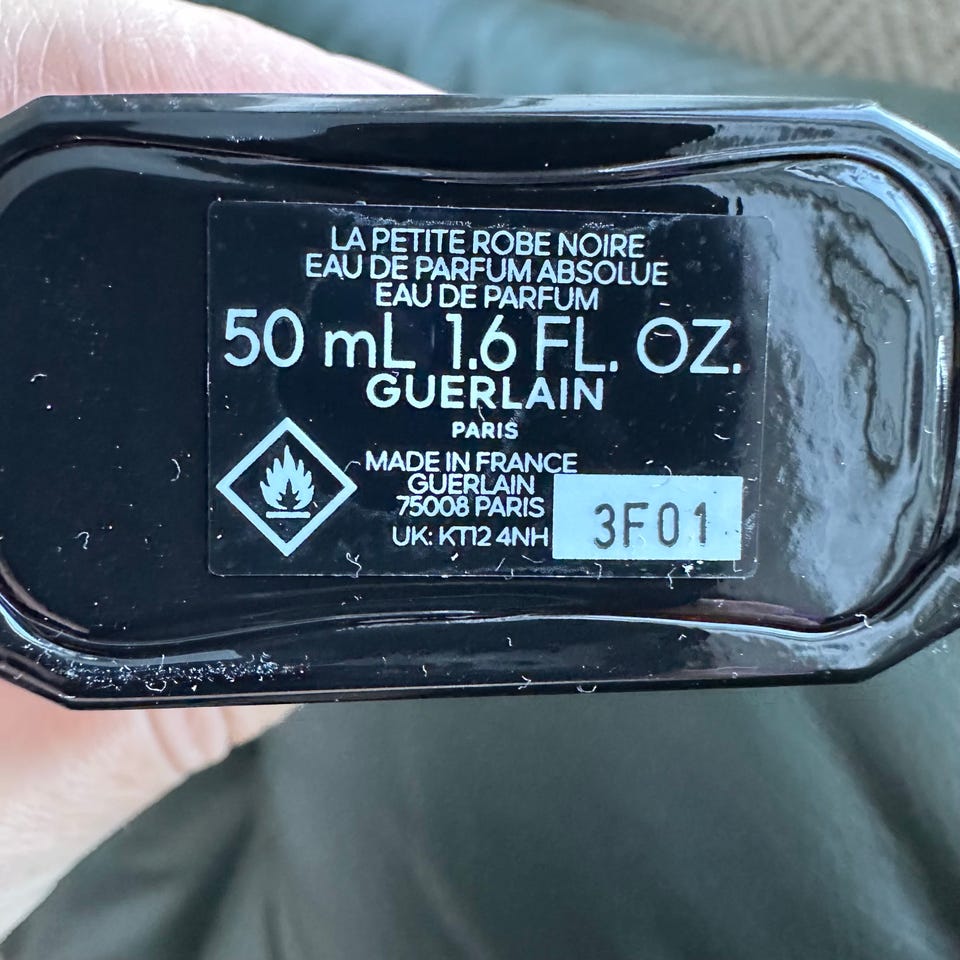 LA PETITE ROBE NOIRE
EAU DE PARFUM ABSOLUE
EAU DE PARFUM
50 mL 1.6 FL. OZ.
GUERLAIN
PARIS
MADE IN FRANCE
GUERLAIN
75008 PARIS
UK: KT12 4NH
3F01